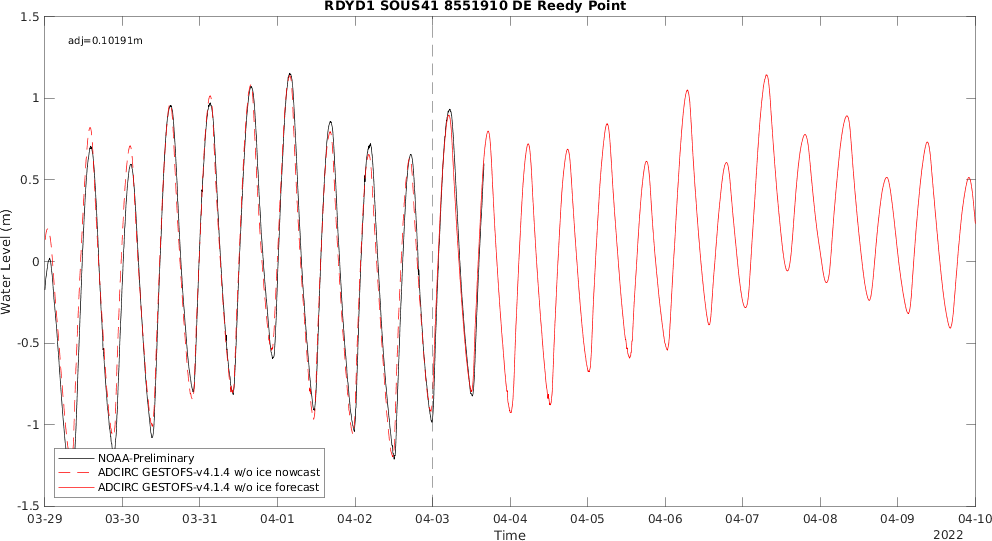 RDYD1 SOUS41 8551910 DE Reedy Point
adj=0.10191m
1.5
1
0.5
0
-0.5
-1
-1.5
Water Level (m)
NOAA-Preliminary
ADCIRC GESTOFS-v4.1.4 w/o ice nowcast
ADCIRC GESTOFS-v4.1.4 w/o ice forecast
03-29 03-30 03-31 04-01 04-02 04-03 04-04 04-05 04-06 04-07 04-08 04-09 04-10
Time
2022